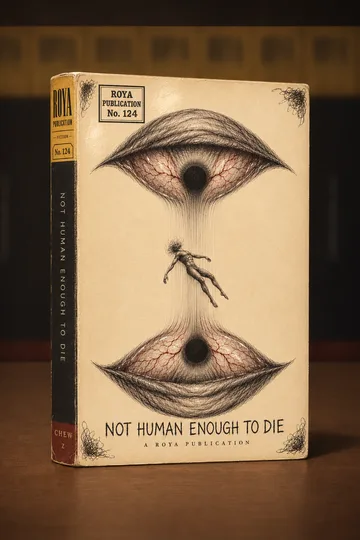 ROYA
PUBLICATION
FICTION
No. 124
NOT HUMAN ENOUGH TO DIE
CHEW
Z
ROYA
PUBLICATION
No. 124
NOT HUMAN ENOUGH TO DIE
A ROYA PUBLICATION